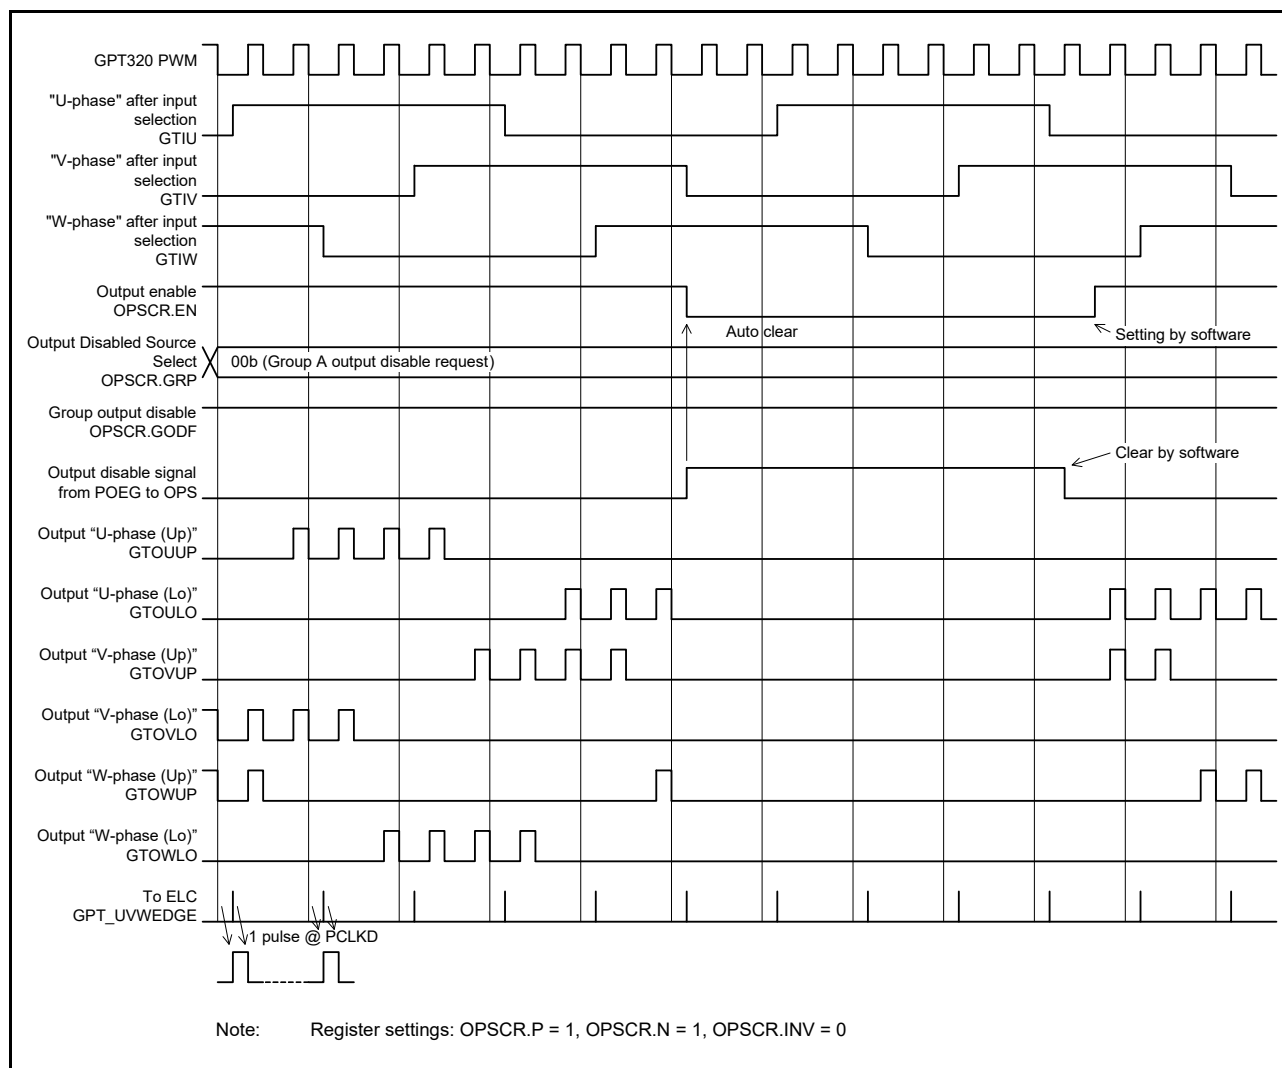 GPT320 PWM
"U-phase" after input
selection
GTIU
"V-phase" after input
selection
GTIV
"W-phase" after input
selection
GTIW
Output enable
OPSCR.EN
Auto clear
Setting by software
Output Disabled Source
Select
OPSCR.GRP
00b (Group A output disable request)
Group output disable
OPSCR.GODF
Clear by software
Output disable signal
from POEG to OPS
Output “U-phase (Up)”
GTOUUP
Output “U-phase (Lo)”
GTOULO
Output “V-phase (Up)”
GTOVUP
Output “V-phase (Lo)”
GTOVLO
Output “W-phase (Up)”
GTOWUP
Output “W-phase (Lo)”
GTOWLO
To ELC
GPT_UVWEDGE
1 pulse @ PCLKD
Note: Register settings: OPSCR.P = 1, OPSCR.N = 1, OPSCR.INV = 0